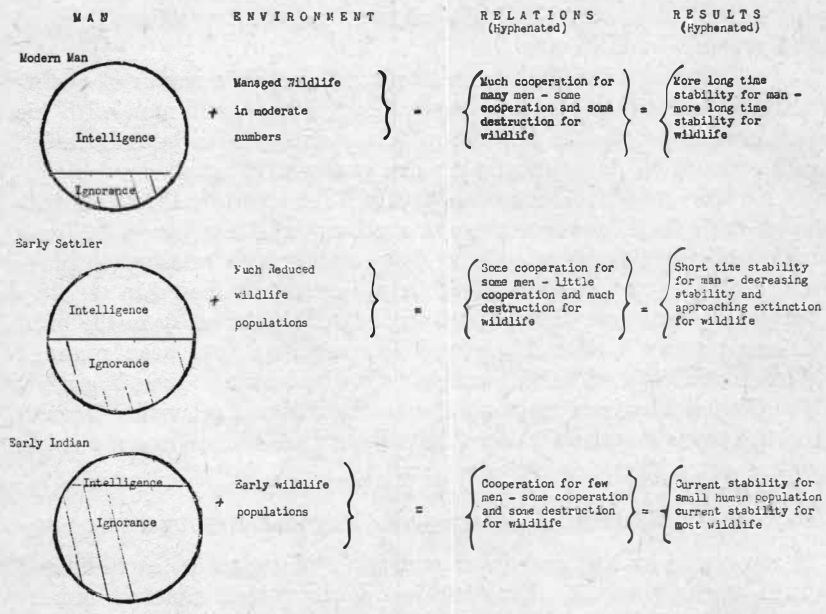 MAN ENVIRONMENT RELATIONS RESULTS
(Hyphenated) (Hyphenated)
Modern Man
Intelligence
Ignorance
+
Managed Wildlife
in moderate
numbers
=
Much cooperation for
many men - some
cooperation and some
destruction for
wildlife
=
More long time
stability for man -
more long time
stability for
wildlife
Early Settler
Intelligence
Ignorance
+
Much Reduced
wildlife
populations
=
Some cooperation for
some men - little
cooperation and much
destruction for
wildlife
=
Short time stability
for man - decreasing
stability and
approaching extinction
for wildlife
Early Indian
Intelligence
Ignorance
+
Early wildlife
populations
=
Cooperation for few
men - some cooperation
and some destruction
for wildlife
=
Current stability for
small human population
current stability for
most wildlife